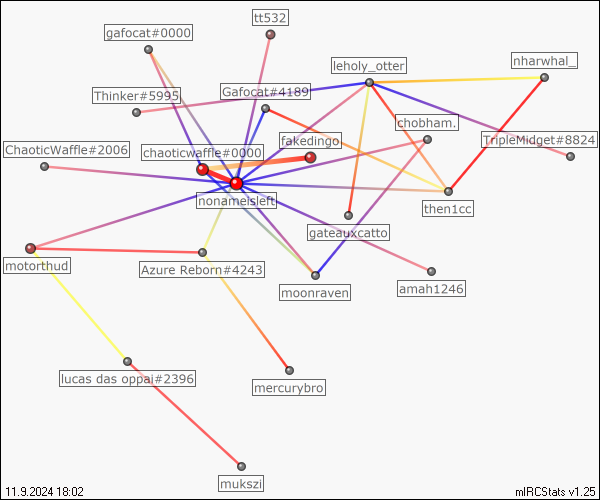 tt532
gafocat#0000
leholy_otter
nharwhal_
Thinker#5995
Gafocat#4189
chobham.
fakedingo
TripleMidget#8824
ChaoticWaffle#2006
chaoticwaffle#0000
nonameisleft
then1cc
gateauxcatto
motorthud
Azure Reborn#4243
moonraven
amah1246
lucas das oppai#2396
mercurybro
mukszi
11.9.2024 18:02
mIRCStats v1.25